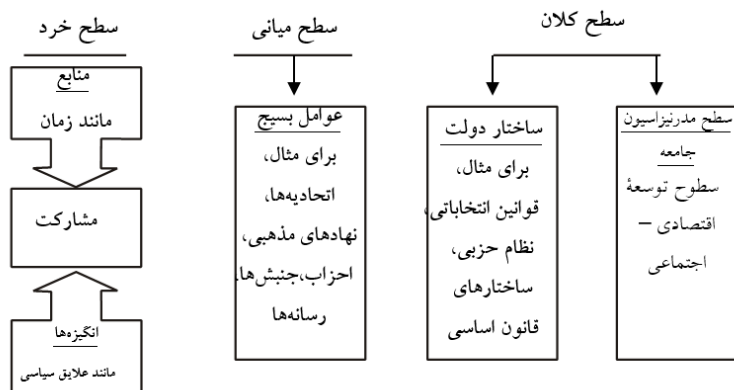 سطح کلان
سطح میانی
سطح خرد
سطح مدرنیزاسیون
جامعه
سطوح توسعهٔ
اقتصادی –
اجتماعی
ساختار دولت
برای مثال،
قوانین انتخاباتی،
نظام حزبی،
ساختارهای
قانون اساسی
عوامل بسیج
برای مثال،
اتحادیه‌ها،
نهادهای مذهبی،
احزاب،جنبش‌ها،
رسانه‌ها
منابع
مانند زمان
مشارکت
انگیزه‌ها
مانند علایق سیاسی